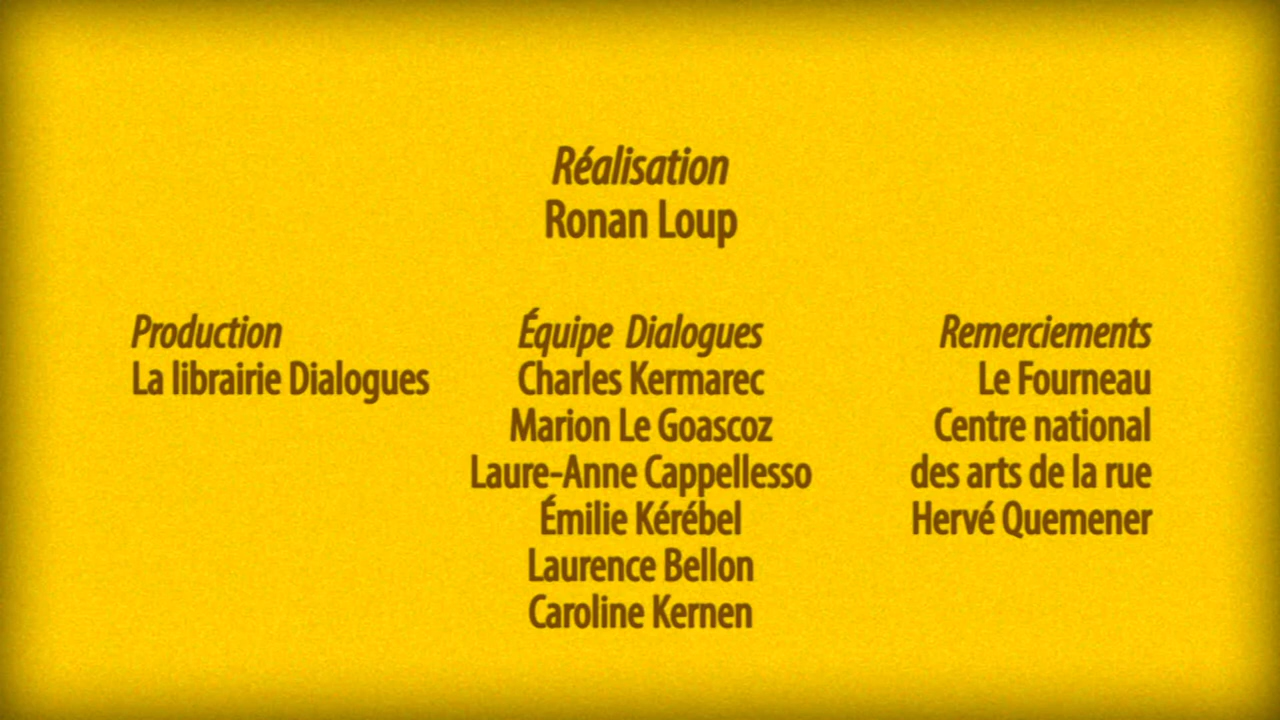 Réalisation
Ronan Loup
Production
La librairie Dialogues
Équipe Dialogues
Charles Kermarec
Marion Le Goascoz
Laure-Anne Cappellesso
Émilie Kérébel
Laurence Bellon
Caroline Kernen
Remerciements
Le Fourneau
Centre national
des arts de la rue
Hervé Quemener